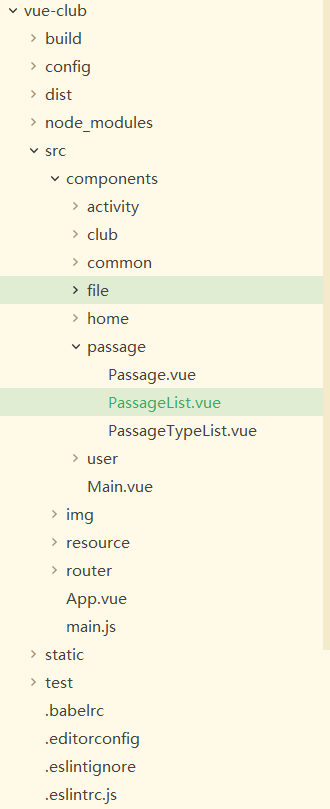 vue-club
build
config
dist
node_modules
src
components
activity
club
common
file
home
passage
Passage.vue
PassageList.vue
PassageTypeList.vue
user
Main.vue
img
resource
router
App.vue
main.js
static
test
.babelrc
.editorconfig
.eslintignore
.eslintrc.js